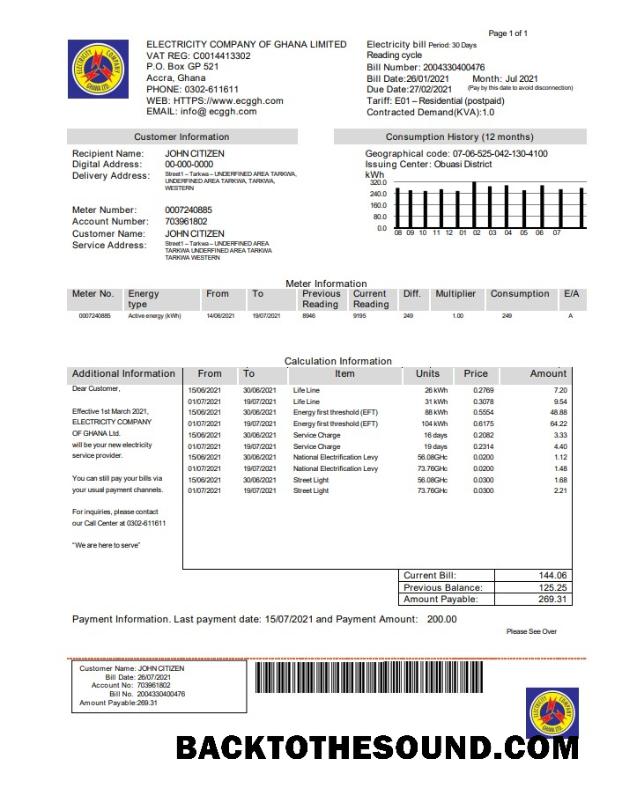 Page 1 of 1
ELECTRICITY COMPANY OF GHANA LIMITED
VAT REG: C0014413302
P.O. Box GP 521
Accra, Ghana
PHONE: 0302-611611
WEB: HTTPS://www.ecggh.com
EMAIL: info@ ecggh.com
Electricity bill Period: 30 Days
Reading cycle
Bill Number: 2004330400476
Bill Date:26/01/2021 Month: Jul 2021
Due Date:27/02/2021 (Pay by this date to avoid disconnection)
Tariff: E01 – Residential (postpaid)
Contracted Demand(KVA):1.0
ELECTRICITY COMPANY GHANA LTD.
Customer Information
Recipient Name: JOHN CITIZEN
Digital Address: 00-000-0000
Delivery Address: Street1 – Tarkwa – UNDERFINED AREA TARKWA,
UNDERFINED AREA TARKWA, TARKWA,
WESTERN
Meter Number: 0007240885
Account Number: 703961802
Customer Name: JOHN CITIZEN
Service Address: Street1 – Tarkwa – UNDERFINED AREA
TARKWA UNDERFINED AREA TARKWA
TARKWA WESTERN
Consumption History (12 months)
Geographical code: 07-06-525-042-130-4100
Issuing Center: Obuasi District
kWh
320.0
240.0
160.0
80.0
0.0
08 09 10 11 12 01 02 03 04 05 06 07
Meter Information
Meter No. Energy type From To Previous Reading Current Reading Diff. Multiplier Consumption E/A
0007240885 Active energy (kWh) 14/06/2021 19/07/2021 8946 9195 249 1.00 249 A
Calculation Information
Additional Information From To Item Units Price Amount
Dear Customer,
Effective 1st March 2021,
ELECTRICITY COMPANY
OF GHANA Ltd.
will be your new electricity
service provider.
You can still pay your bills via
your usual payment channels.
For inquiries, please contact
our Call Center at 0302-611611
"We are here to serve"
15/06/2021 30/06/2021 Life Line 26 kWh 0.2769 7.20
01/07/2021 19/07/2021 Life Line 31 kWh 0.3078 9.54
15/06/2021 30/06/2021 Energy first threshold (EFT) 88 kWh 0.5554 48.88
01/07/2021 19/07/2021 Energy first threshold (EFT) 104 kWh 0.6175 64.22
15/06/2021 30/06/2021 Service Charge 16 days 0.2082 3.33
01/07/2021 19/07/2021 Service Charge 19 days 0.2314 4.40
15/06/2021 30/06/2021 National Electrification Levy 56.08GHc 0.0200 1.12
01/07/2021 19/07/2021 National Electrification Levy 73.76GHc 0.0200 1.48
15/06/2021 30/06/2021 Street Light 56.08GHc 0.0300 1.68
01/07/2021 19/07/2021 Street Light 73.76GHc 0.0300 2.21
Current Bill: 144.06
Previous Balance: 125.25
Amount Payable: 269.31
Payment Information. Last payment date: 15/07/2021 and Payment Amount: 200.00
Please See Over
Customer Name: JOHN CITIZEN
Bill Date: 26/07/2021
Account No: 703961802
Bill No. 2004330400476
Amount Payable:269.31
ELECTRICITY COMPANY GHANA LTD.
BACKTOTHESOUND.COM